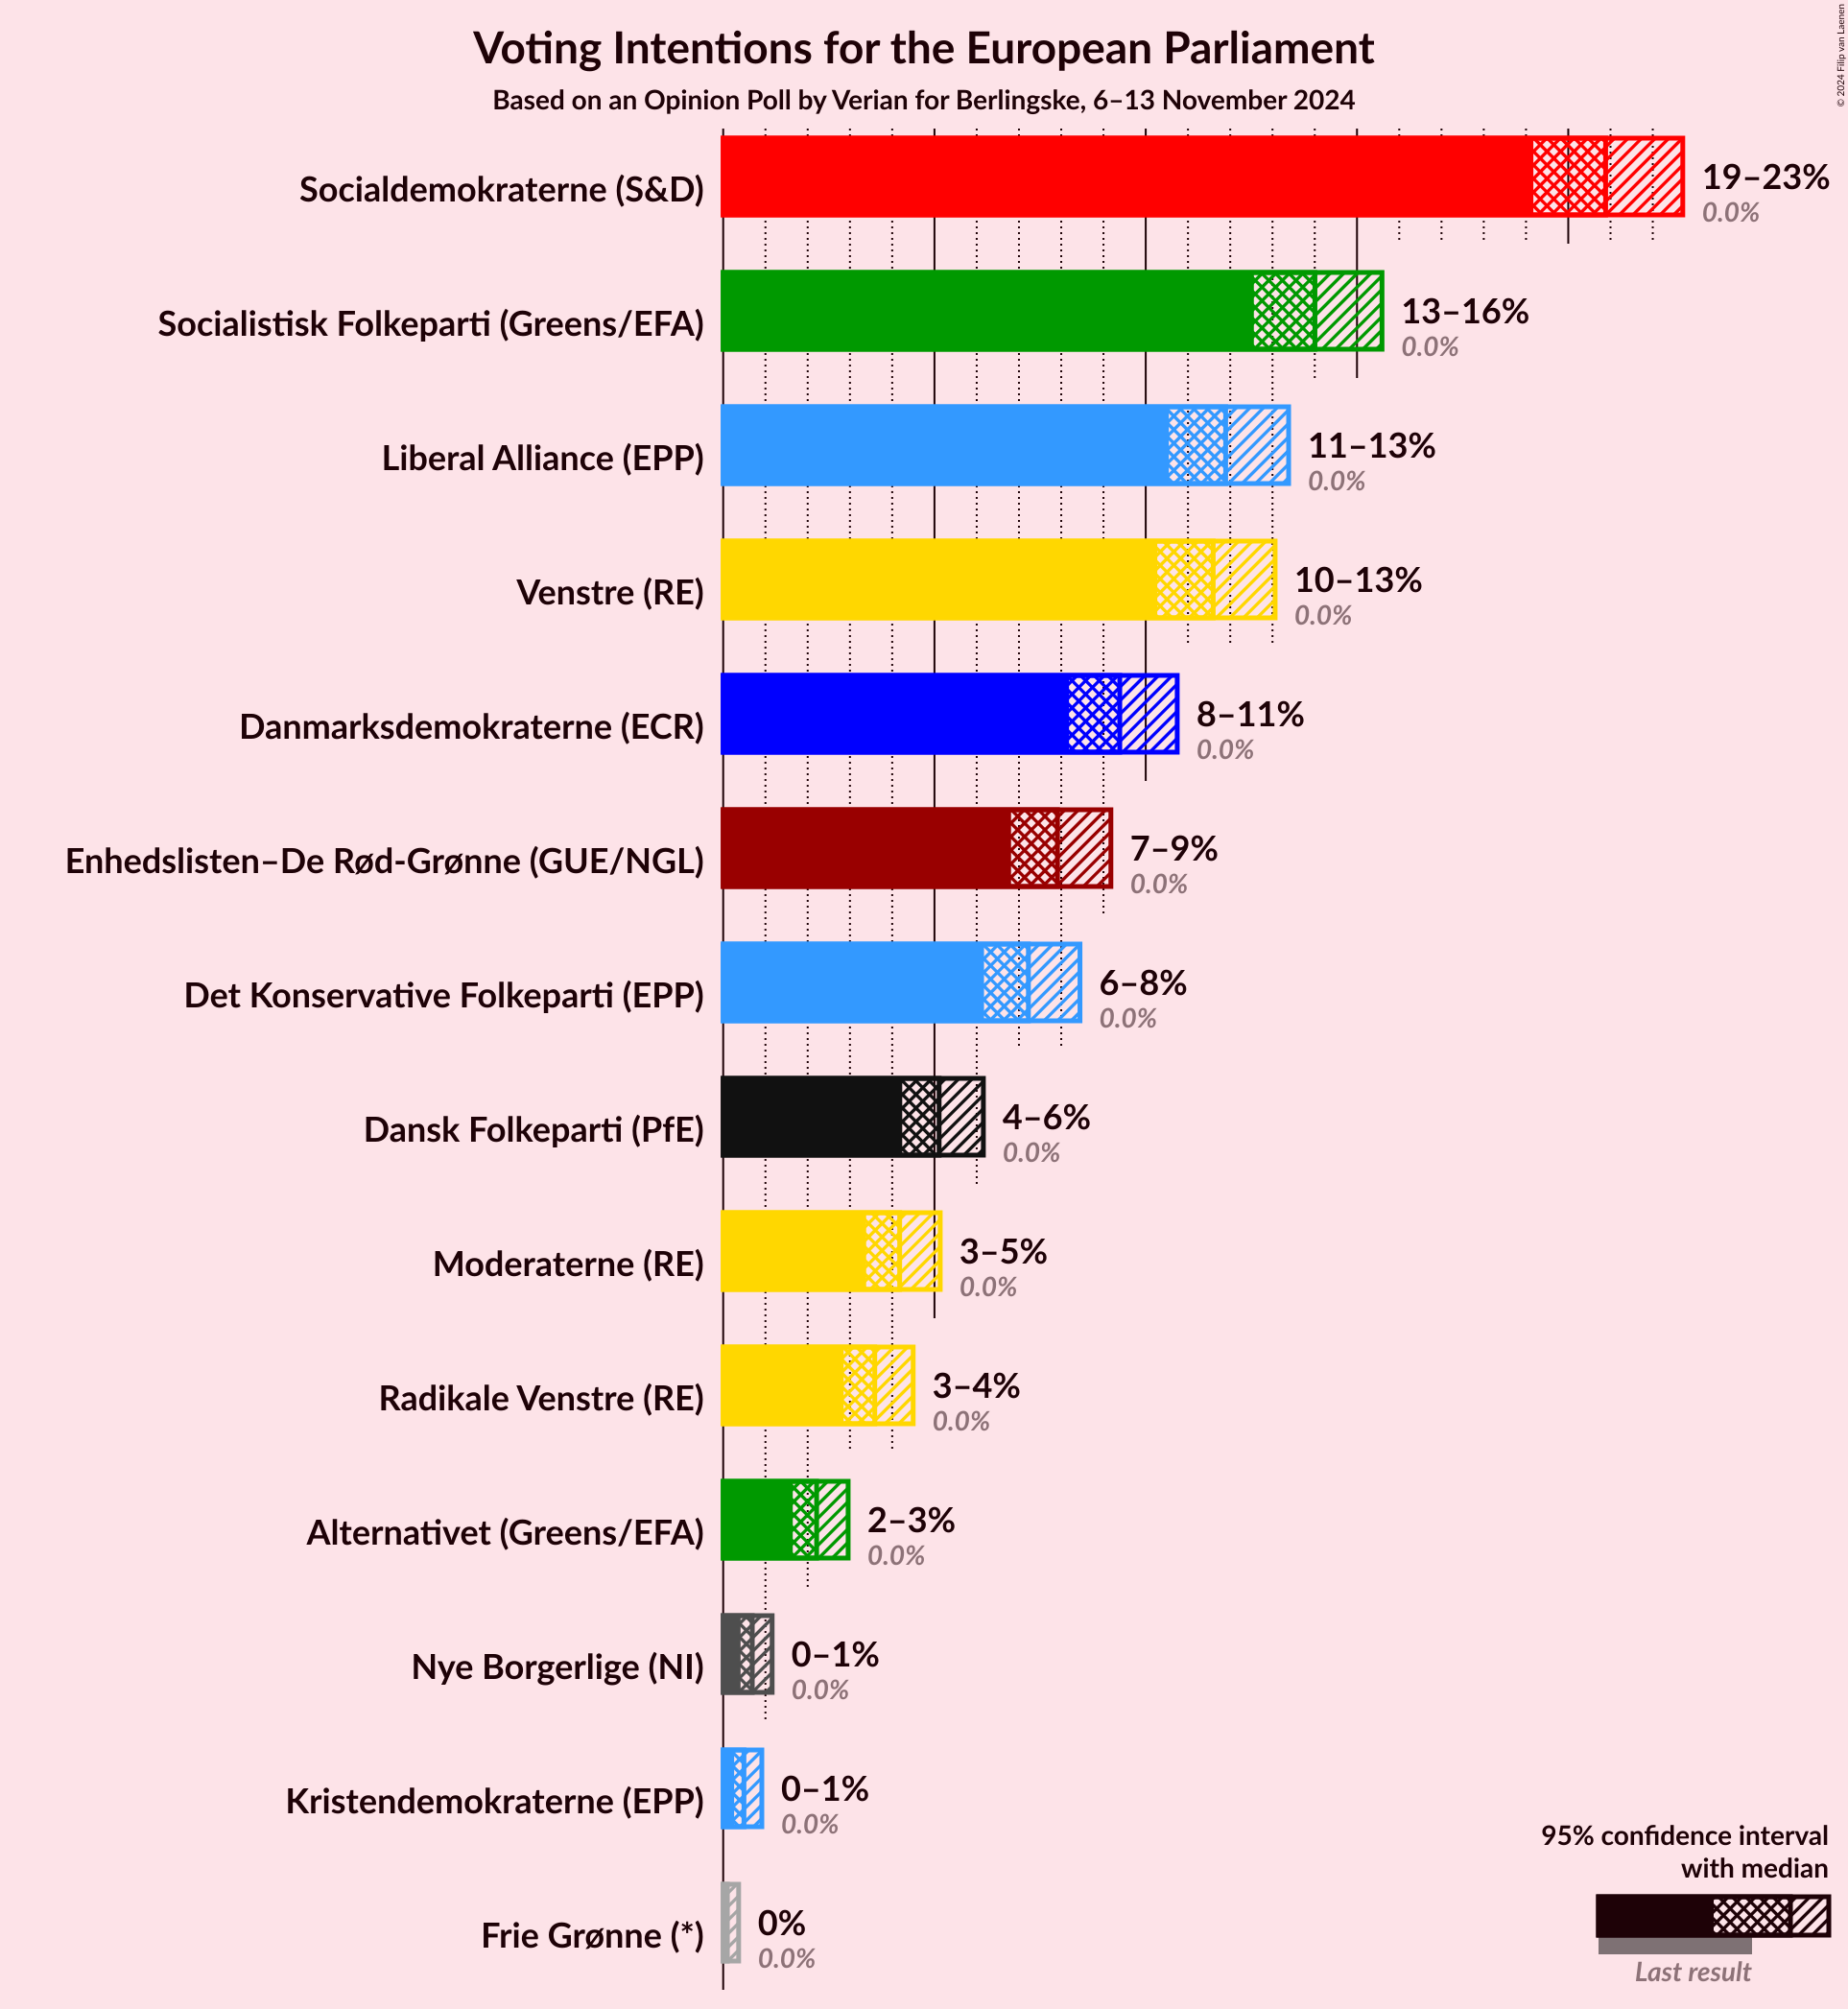 Voting Intentions for the European Parliament
Based on an Opinion Poll by Verian for Berlingske, 6–13 November 2024
© 2024 Filip van Laenen
Socialdemokraterne (S&D)
19–23%
0.0%
Socialistisk Folkeparti (Greens/EFA)
13–16%
0.0%
Liberal Alliance (EPP)
11–13%
0.0%
Venstre (RE)
10–13%
0.0%
Danmarksdemokraterne (ECR)
8–11%
0.0%
Enhedslisten–De Rød-Grønne (GUE/NGL)
7–9%
0.0%
Det Konservative Folkeparti (EPP)
6–8%
0.0%
Dansk Folkeparti (PfE)
4–6%
0.0%
Moderaterne (RE)
3–5%
0.0%
Radikale Venstre (RE)
3–4%
0.0%
Alternativet (Greens/EFA)
2–3%
0.0%
Nye Borgerlige (NI)
0–1%
0.0%
Kristendemokraterne (EPP)
0–1%
0.0%
Frie Grønne (*)
0%
0.0%
95% confidence interval
with median
Last result